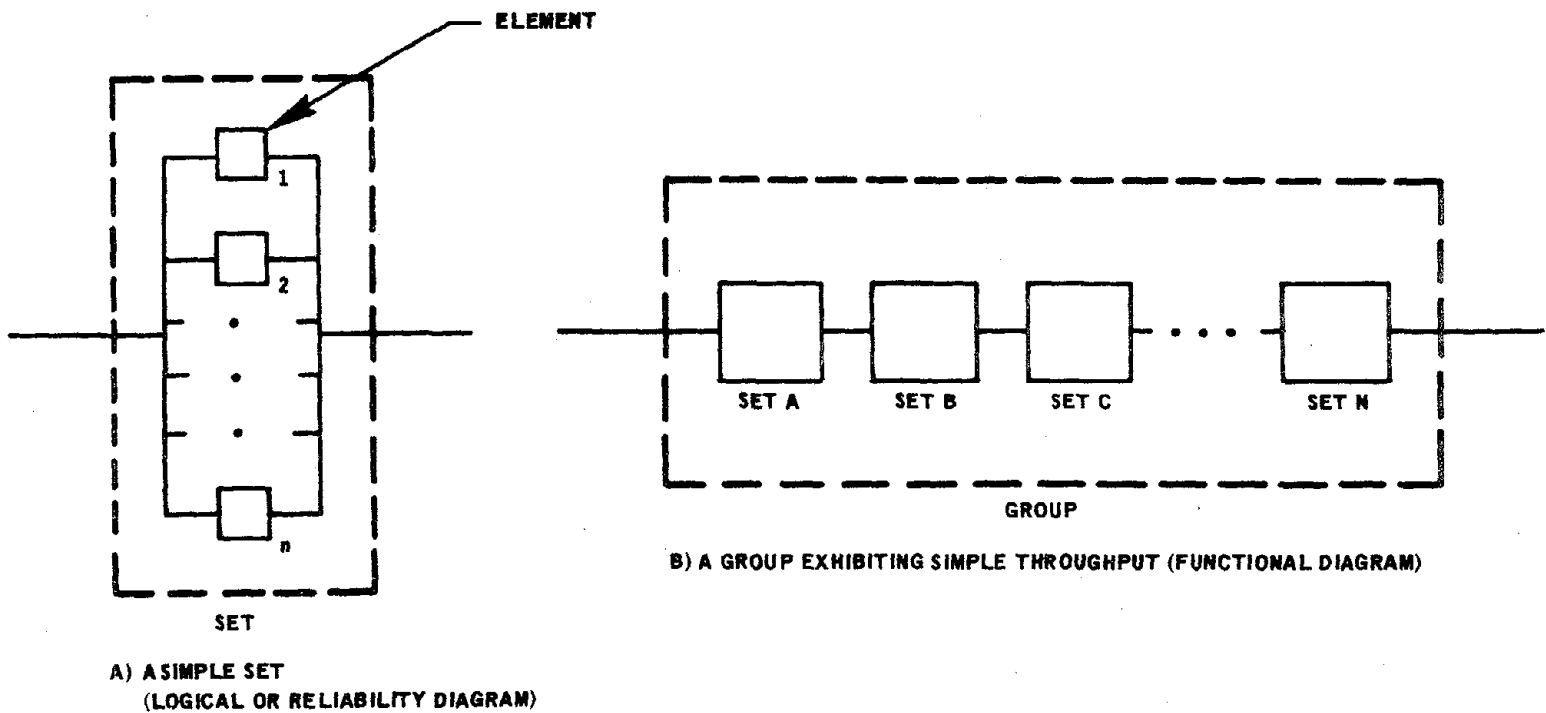 ELEMENT
1
2
n
SET
A) A SIMPLE SET
(LOGICAL OR RELIABILITY DIAGRAM)
SET A
SET B
SET C
SET N
GROUP
B) A GROUP EXHIBITING SIMPLE THROUGHPUT (FUNCTIONAL DIAGRAM)